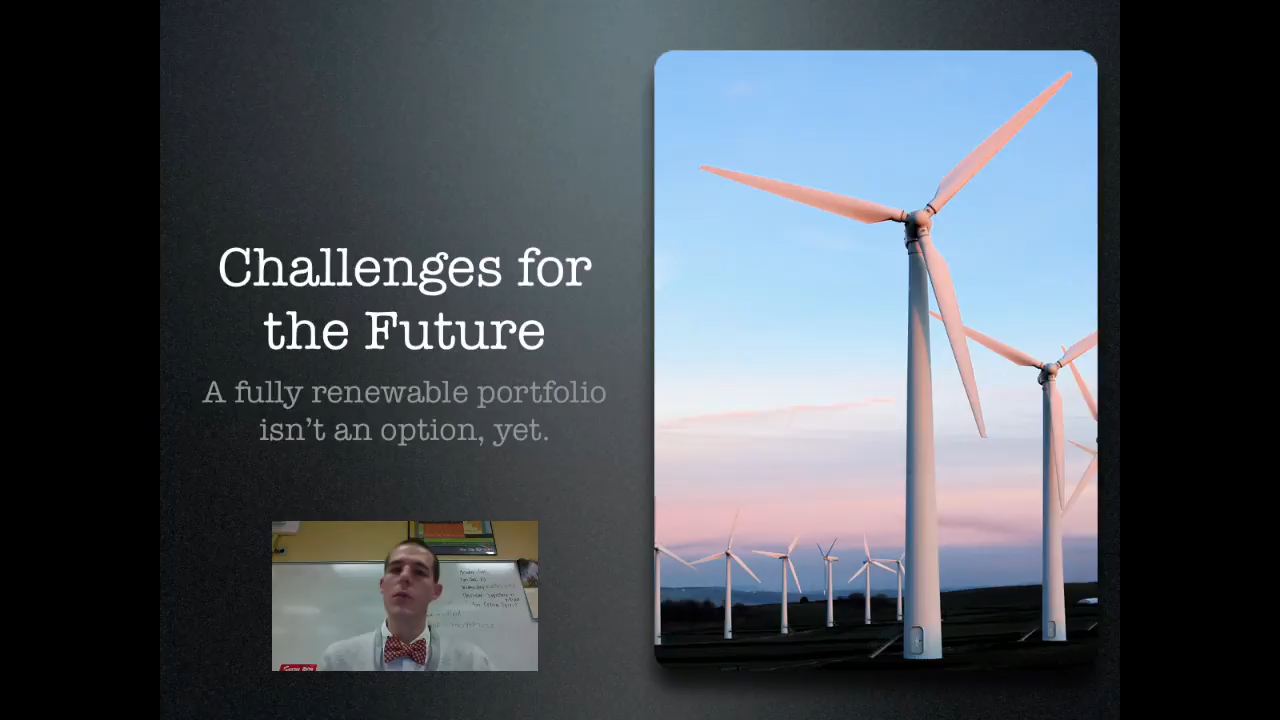 Challenges for
the Future
A fully renewable portfolio
isn't an option, yet.